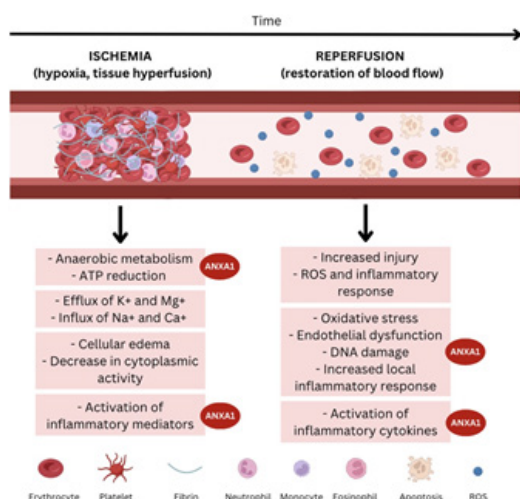 Time
ISCHEMIA
(hypoxia, tissue hyperfusion)
REPERFUSION
(restoration of blood flow)
- Anaerobic metabolism
- ATP reduction
ANXA1
- Efflux of K+ and Mg+
- Influx of Na+ and Ca+
- Cellular edema
- Decrease in cytoplasmic
activity
- Activation of
inflammatory mediators
ANXA1
- Increased injury
- ROS and inflammatory
response
- Oxidative stress
- Endothelial dysfunction
- DNA damage
- Increased local
inflammatory response
ANXA1
- Activation of
inflammatory cytokines
ANXA1
Erythrocyte
Platelet
Fibrin
Neutrophil
Monocyte
Eosinophil
Apoptosis
ROS